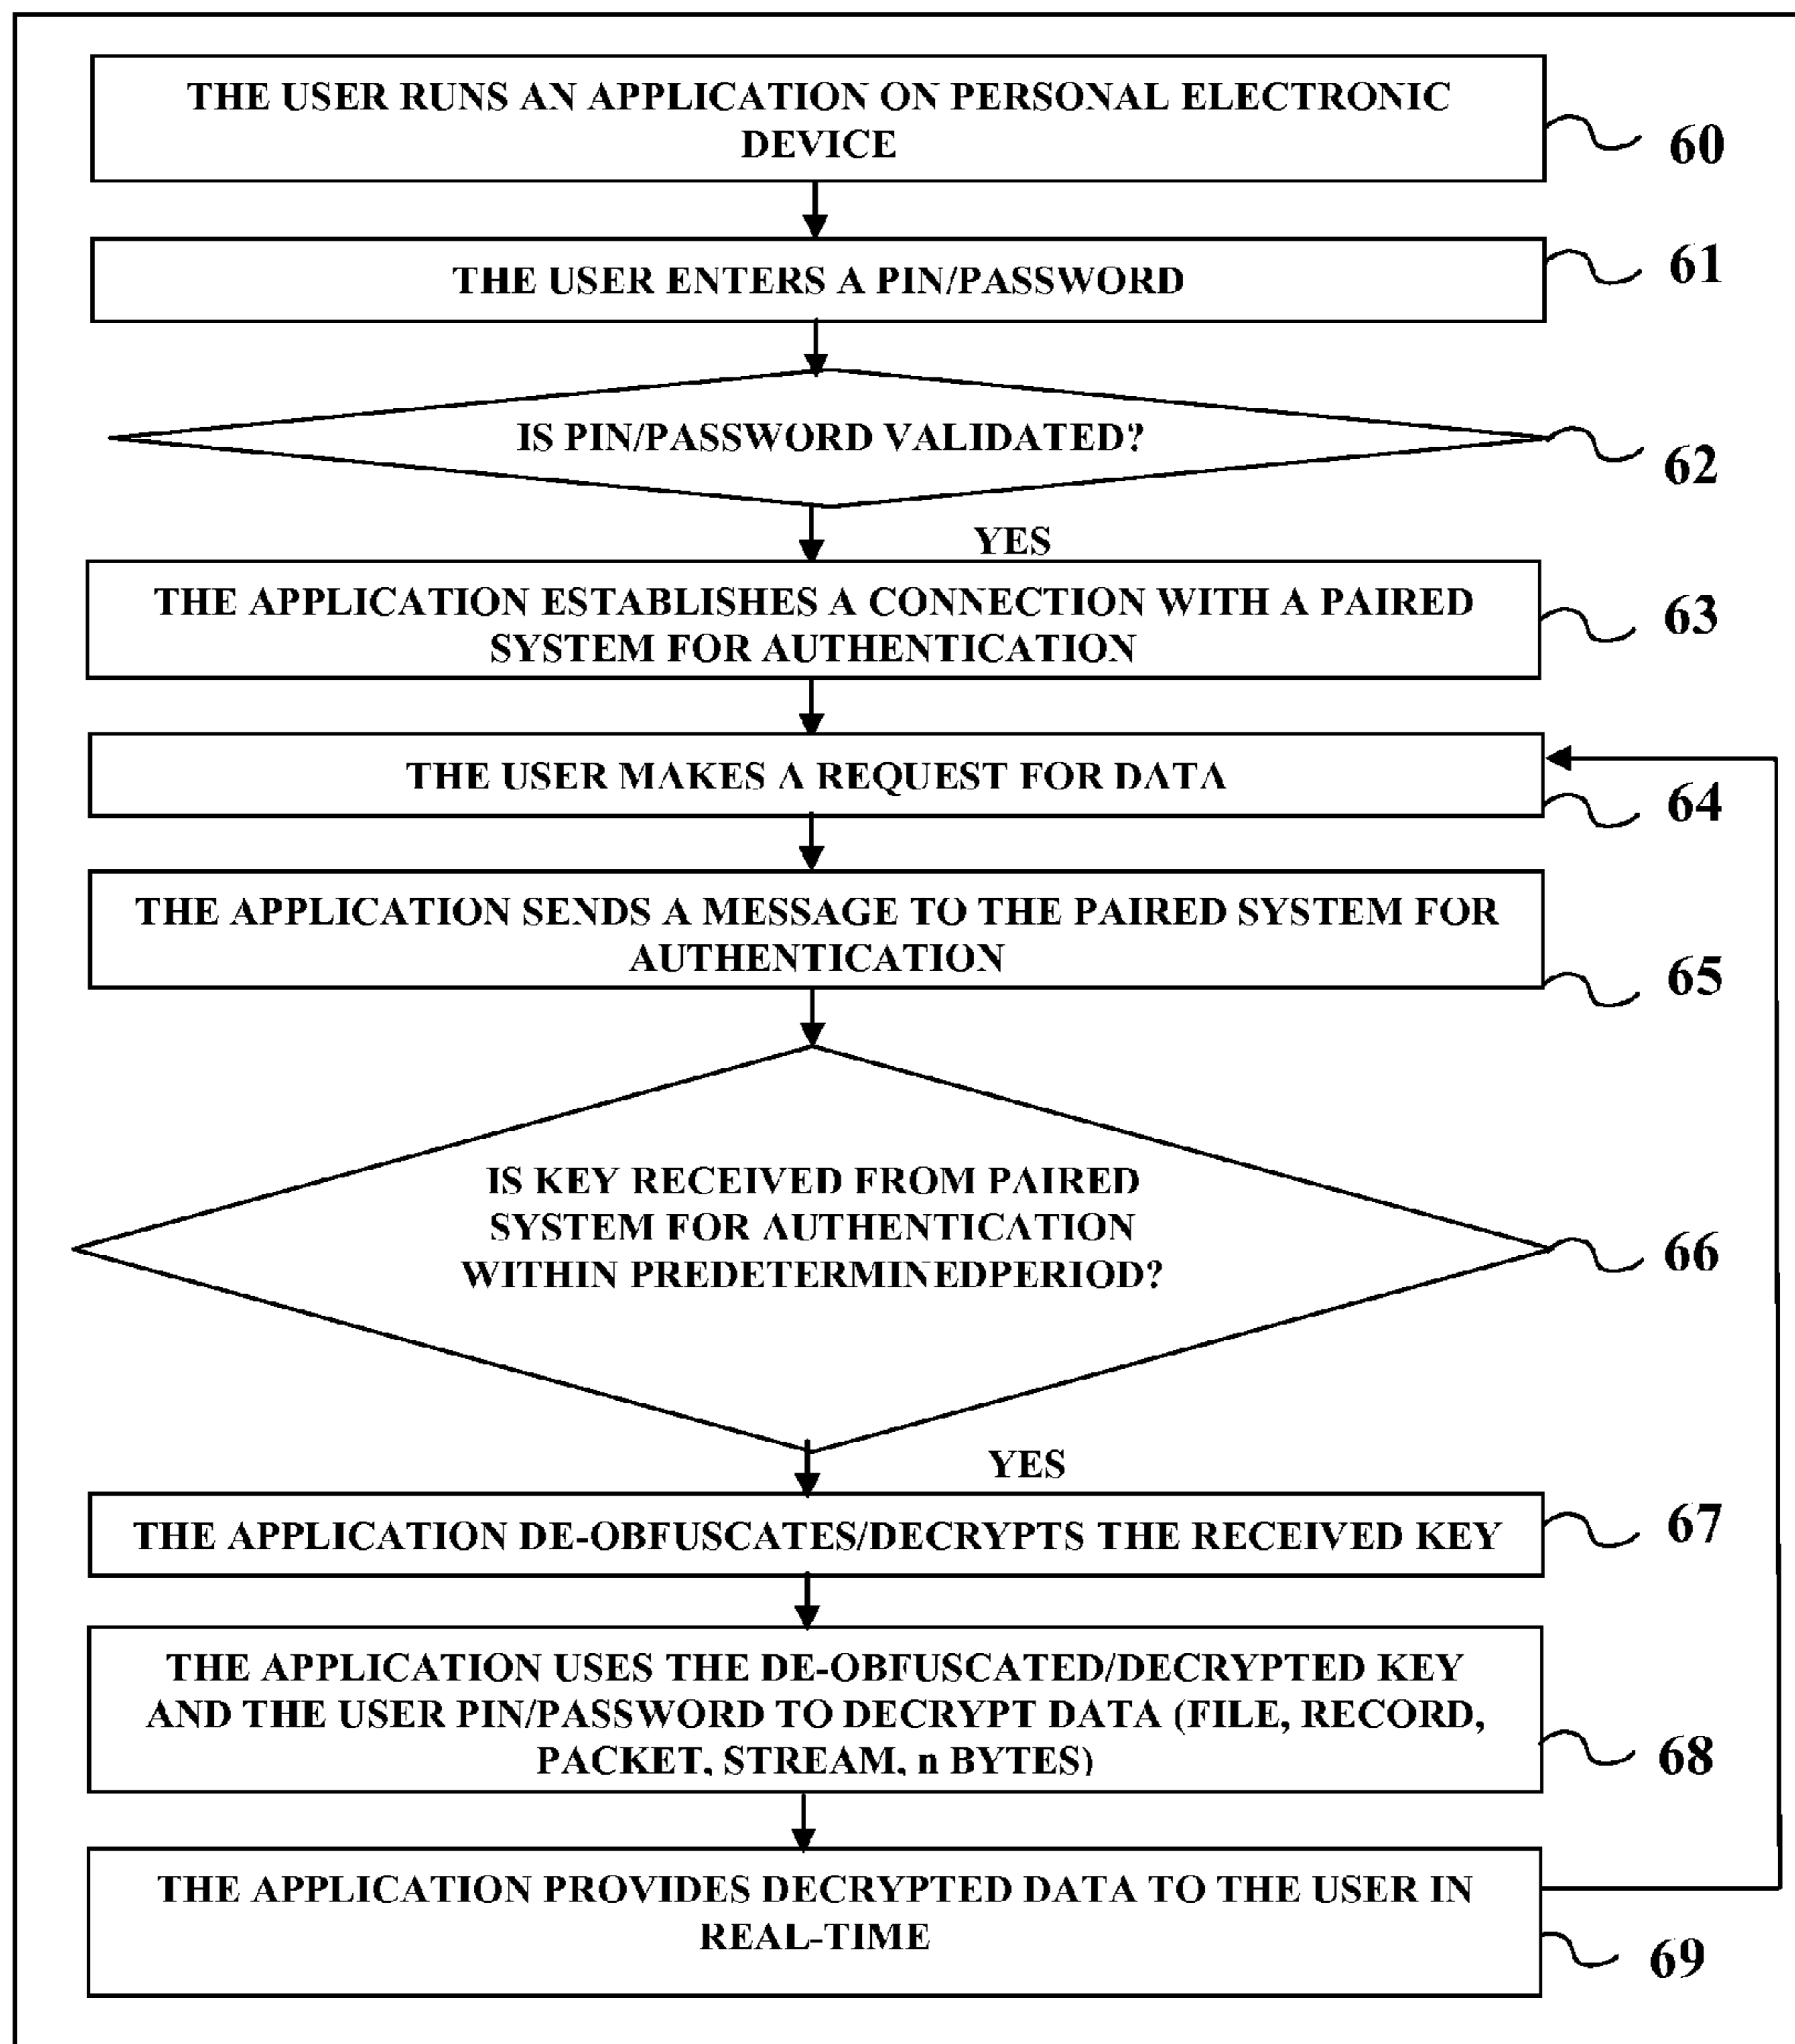 THE USER RUNS AN APPLICATION ON PERSONAL ELECTRONIC
DEVICE
60
THE USER ENTERS A PIN/PASSWORD
61
IS PIN/PASSWORD VALIDATED?
62
YES
THE APPLICATION ESTABLISHES A CONNECTION WITH A PAIRED
SYSTEM FOR AUTHENTICATION
63
THE USER MAKES A REQUEST FOR DATA
64
THE APPLICATION SENDS A MESSAGE TO THE PAIRED SYSTEM FOR
AUTHENTICATION
65
IS KEY RECEIVED FROM PAIRED
SYSTEM FOR AUTHENTICATION
WITHIN PREDETERMINEDPERIOD?
66
YES
THE APPLICATION DE-OBFUSCATES/DECRYPTS THE RECEIVED KEY
67
THE APPLICATION USES THE DE-OBFUSCATED/DECRYPTED KEY
AND THE USER PIN/PASSWORD TO DECRYPT DATA (FILE, RECORD,
PACKET, STREAM, n BYTES)
68
THE APPLICATION PROVIDES DECRYPTED DATA TO THE USER IN
REAL-TIME
69